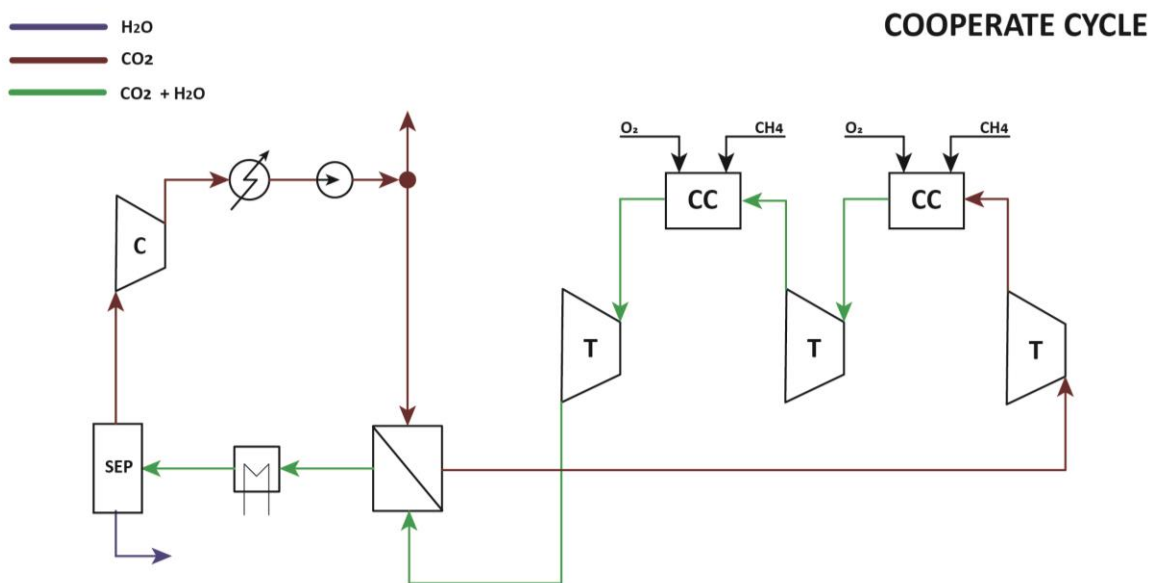 COOPERATE CYCLE
H₂O
CO₂
CO₂ + H₂O
O₂
CH4
O₂
CH4
CC
CC
C
T
T
T
SEP